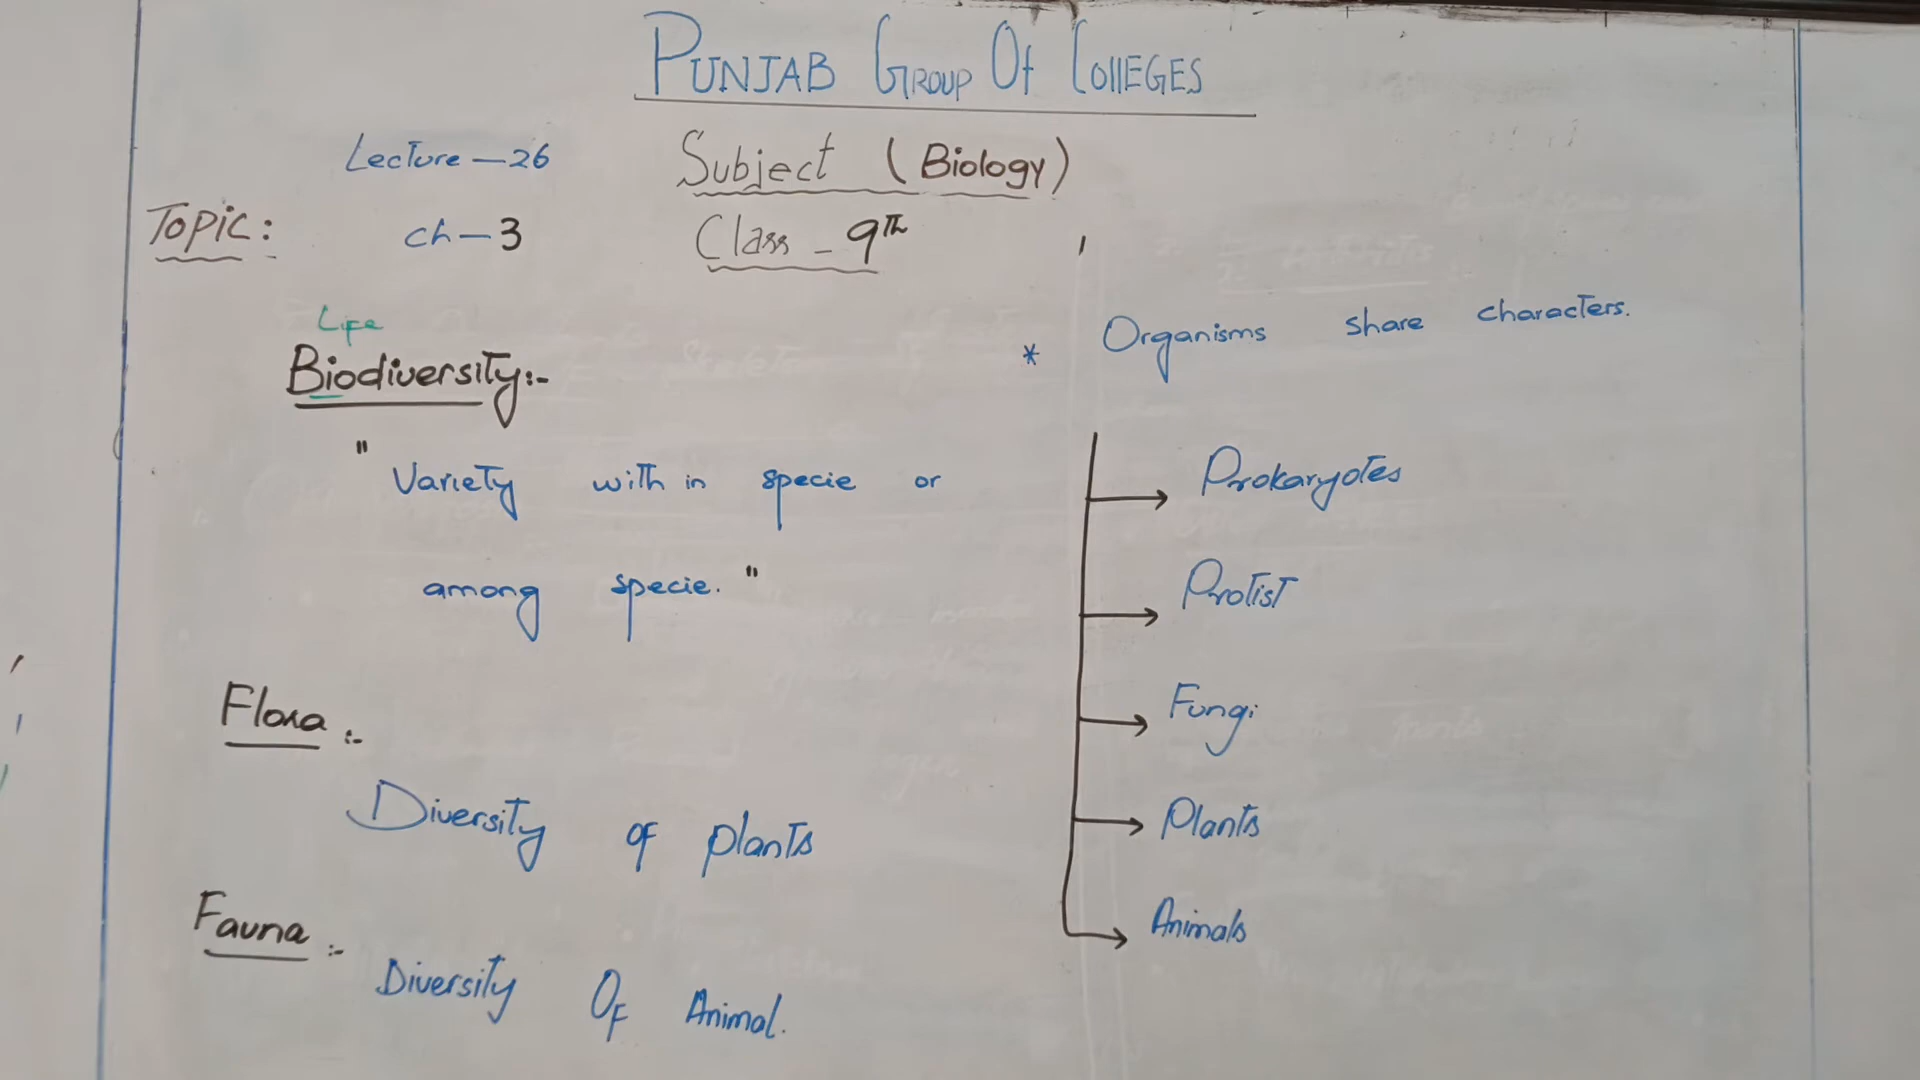 PUNJAB GROUP Of COllEGES
Lecture – 26
Subject (Biology)
Topic:
ch – 3
Class - 9Th
Life
Biodiversity:-
" Variety with in specie or
among specie. "
Flora :-
Diversity of plants
Fauna :-
Diversity Of Animal.
* Organisms share characters.
→ Prokaryotes
→ Protist
→ Fungi
→ Plants
→ Animals